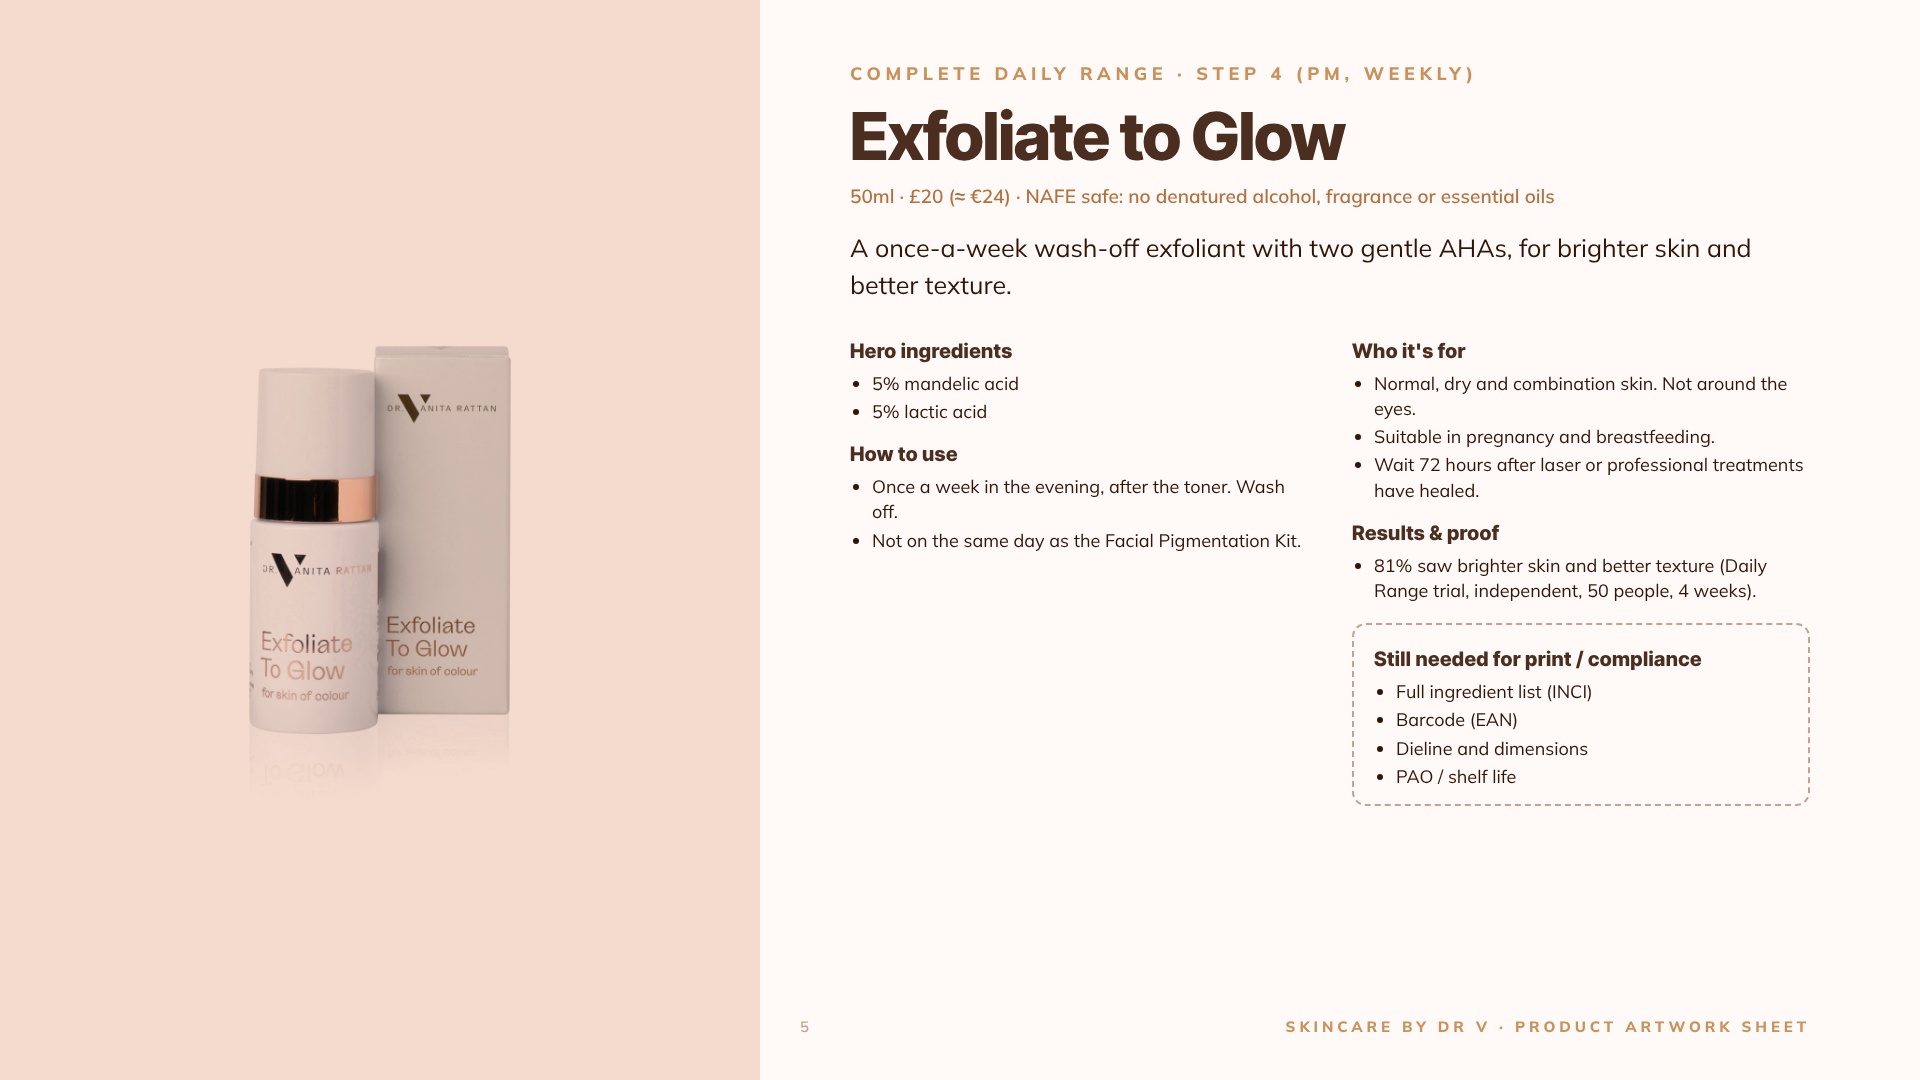 COMPLETE DAILY RANGE · STEP 4 (PM, WEEKLY)
Exfoliate to Glow
50ml · £20 (≈ €24) · NAFE safe: no denatured alcohol, fragrance or essential oils
A once-a-week wash-off exfoliant with two gentle AHAs, for brighter skin and
better texture.
Hero ingredients
• 5% mandelic acid
• 5% lactic acid
How to use
• Once a week in the evening, after the toner. Wash
off.
• Not on the same day as the Facial Pigmentation Kit.
Who it's for
• Normal, dry and combination skin. Not around the
eyes.
• Suitable in pregnancy and breastfeeding.
• Wait 72 hours after laser or professional treatments
have healed.
Results & proof
• 81% saw brighter skin and better texture (Daily
Range trial, independent, 50 people, 4 weeks).
Still needed for print / compliance
• Full ingredient list (INCI)
• Barcode (EAN)
• Dieline and dimensions
• PAO / shelf life
DR VANITA RATTAN
Exfoliate
To Glow
for skin of colour
DR VANITA RATTAN
Exfoliate
To Glow
for skin of colour
5
SKINCARE BY DR V · PRODUCT ARTWORK SHEET